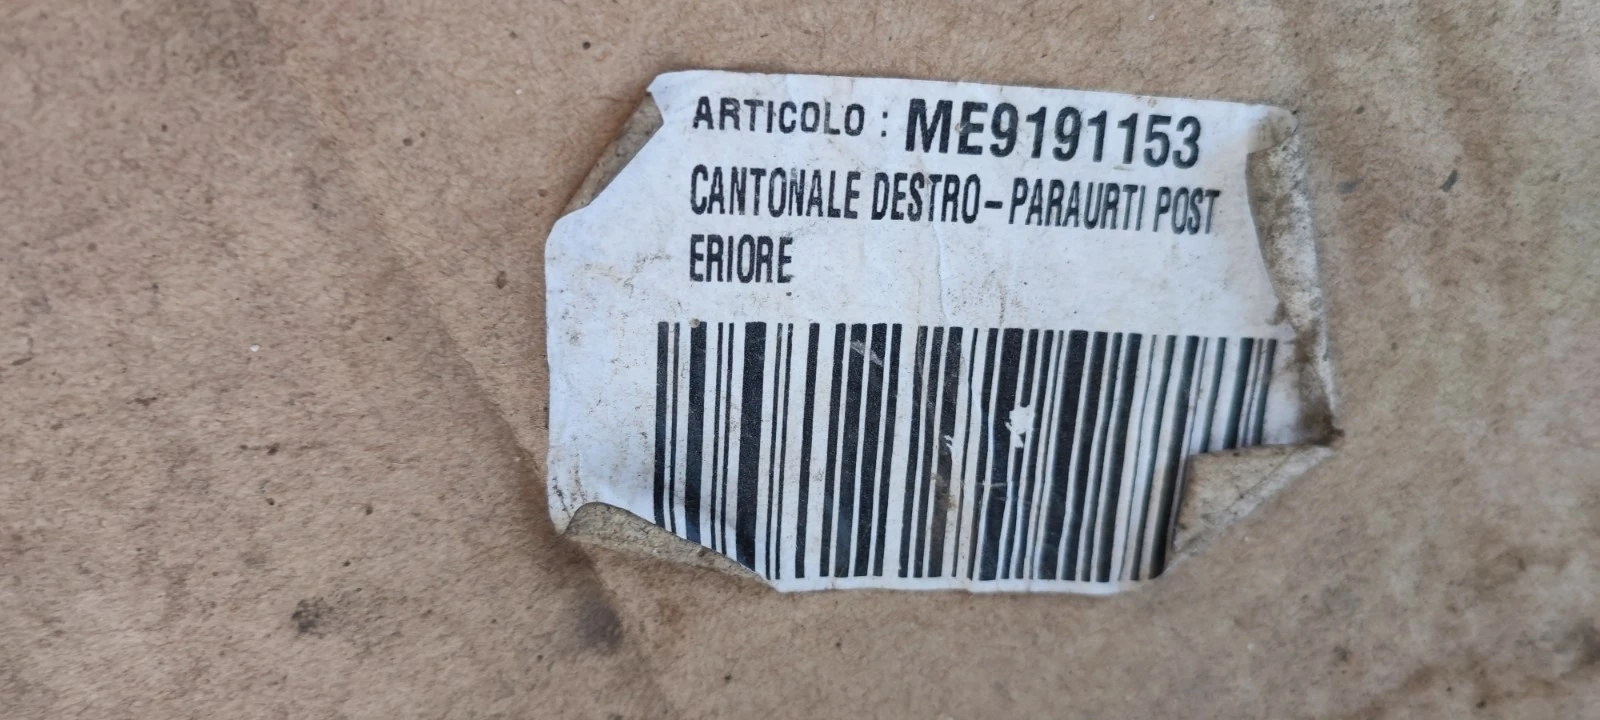 ARTICOLO : ME9191153
CANTONALE DESTRO-PARAURTI POST
ERIORE